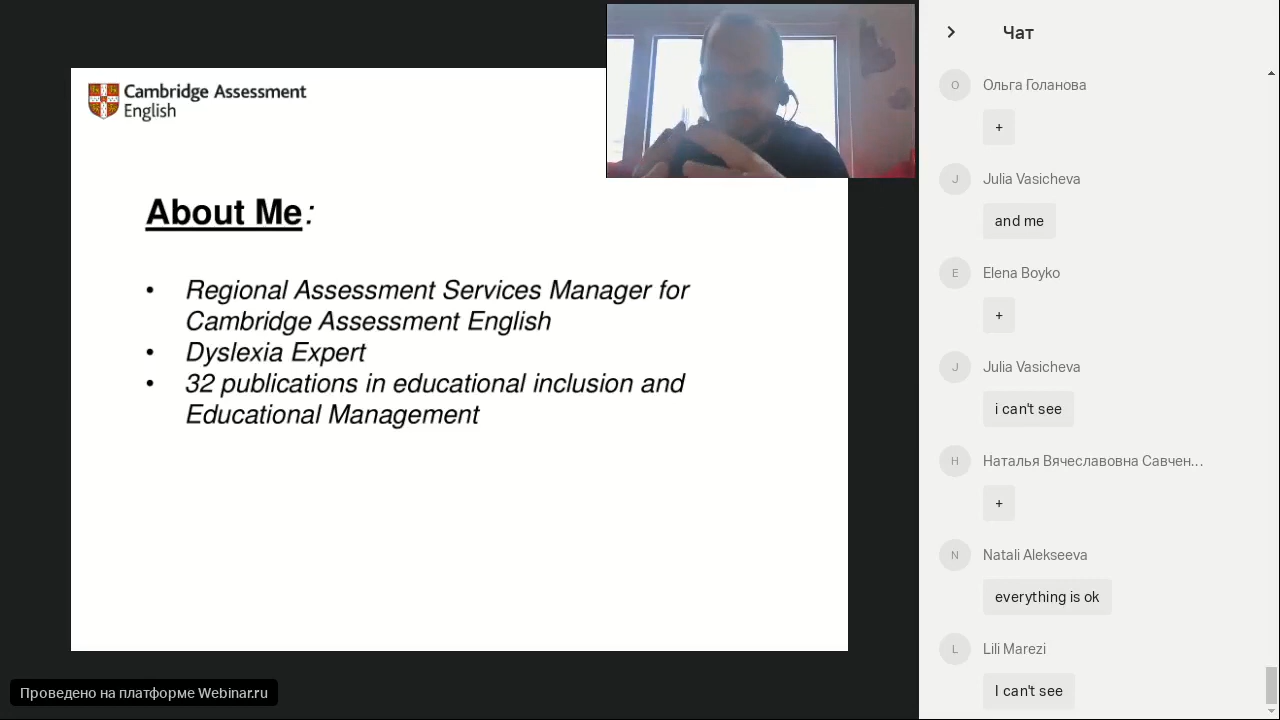 Cambridge Assessment
English
About Me:
• Regional Assessment Services Manager for
Cambridge Assessment English
• Dyslexia Expert
• 32 publications in educational inclusion and
Educational Management
Проведено на платформе Webinar.ru
Чат
О
Ольга Голанова
+
J
Julia Vasicheva
and me
E
Elena Boyko
+
J
Julia Vasicheva
i can't see
Н
Наталья Вячеславовна Савчен...
+
N
Natali Alekseeva
everything is ok
L
Lili Marezi
I can't see